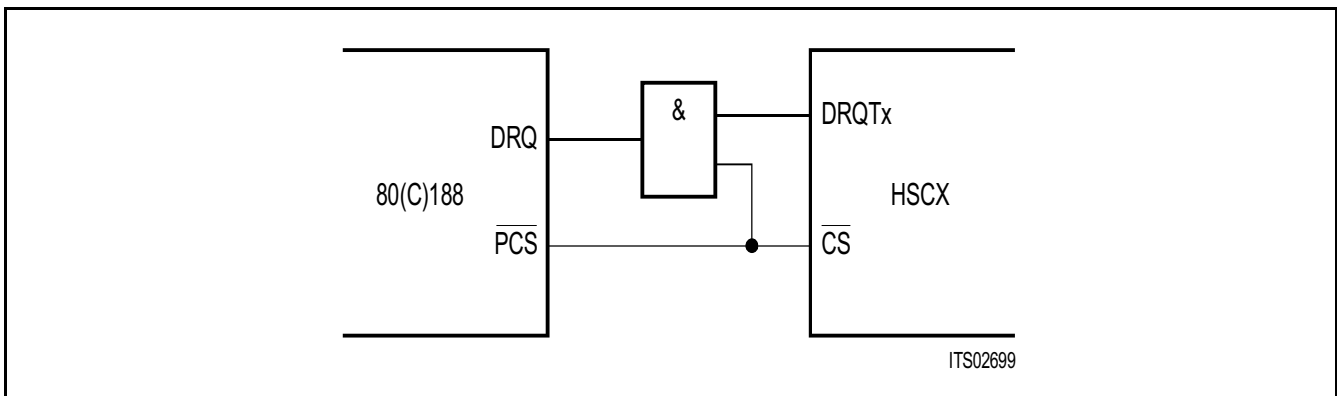 &
DRQTx
DRQ
80(C)188
HSCX
PCS
CS
ITS02699